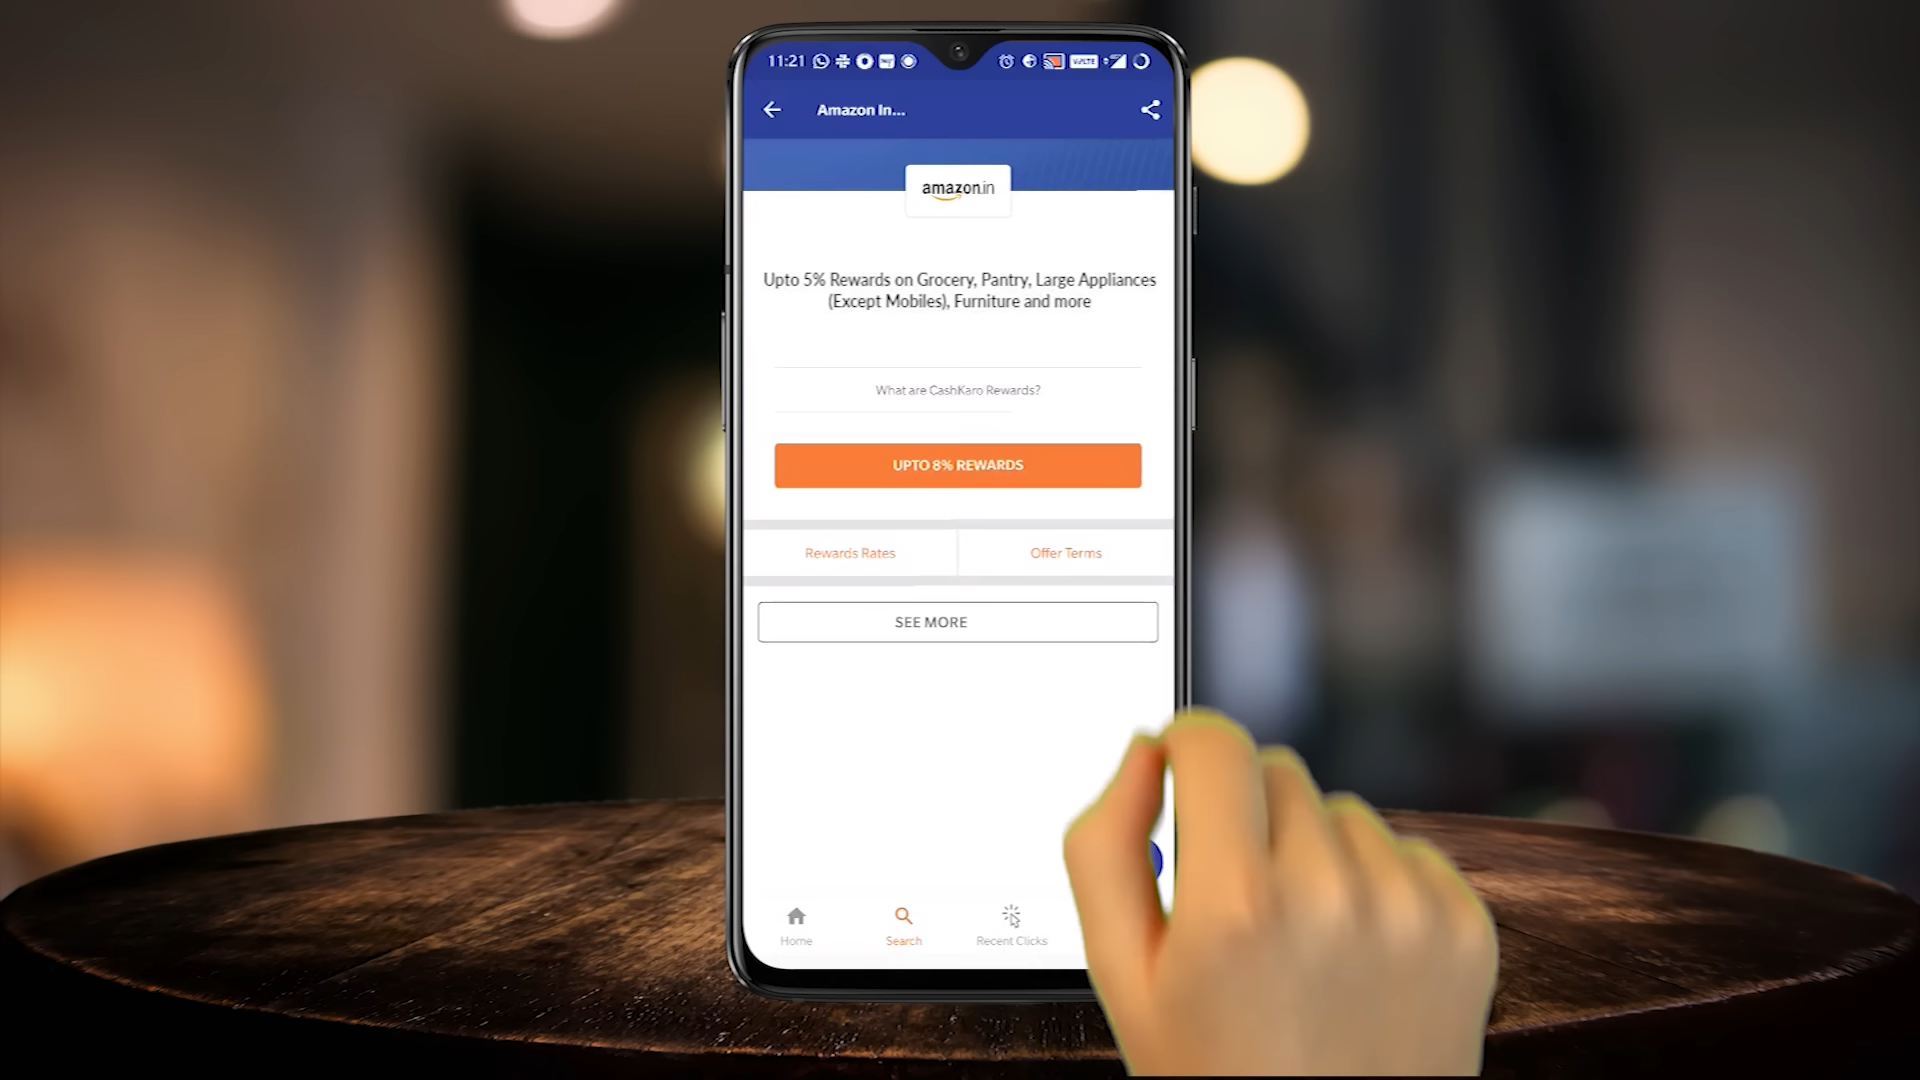 11:21
VoLTE
Amazon In...
amazon.in
Upto 5% Rewards on Grocery, Pantry, Large Appliances
(Except Mobiles), Furniture and more
What are CashKaro Rewards?
UPTO 8% REWARDS
Rewards Rates
Offer Terms
SEE MORE
Home
Search
Recent Clicks